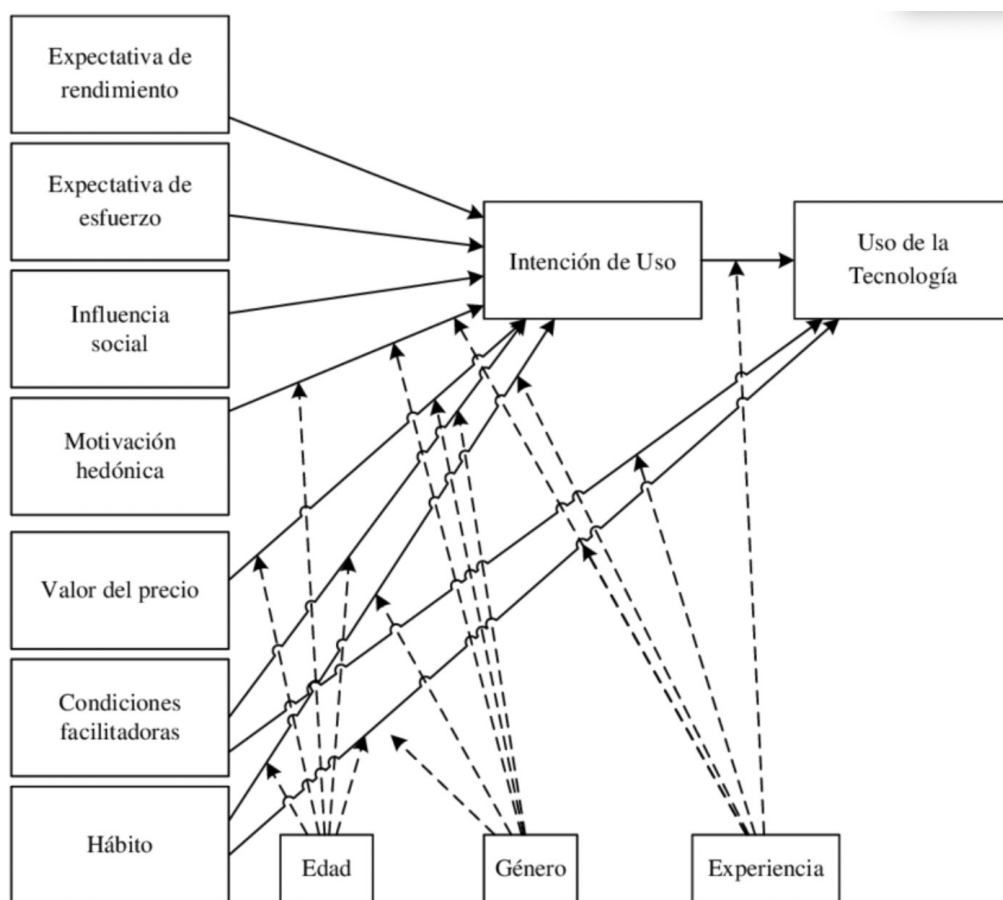 Expectativa de
rendimiento
Expectativa de
esfuerzo
Influencia
social
Motivación
hedónica
Valor del precio
Condiciones
facilitadoras
Hábito
Intención de Uso
Uso de la
Tecnología
Edad
Género
Experiencia